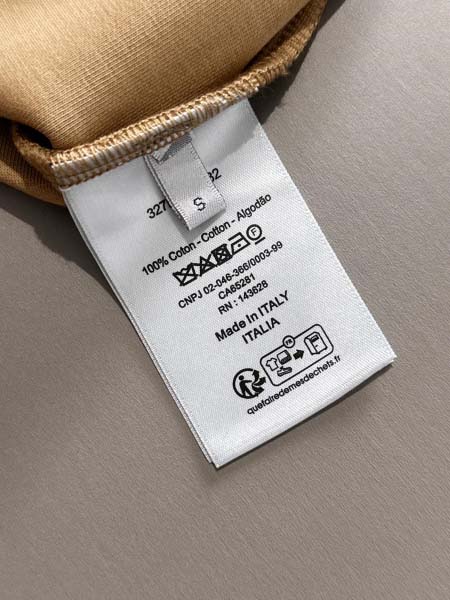 S
100% Coton - Cotton - Algodão
CNPJ 02-046-366/0003-99
CA65281
RN : 143628
Made in ITALY
ITALIA
FR
quefairedemesdechets.fr